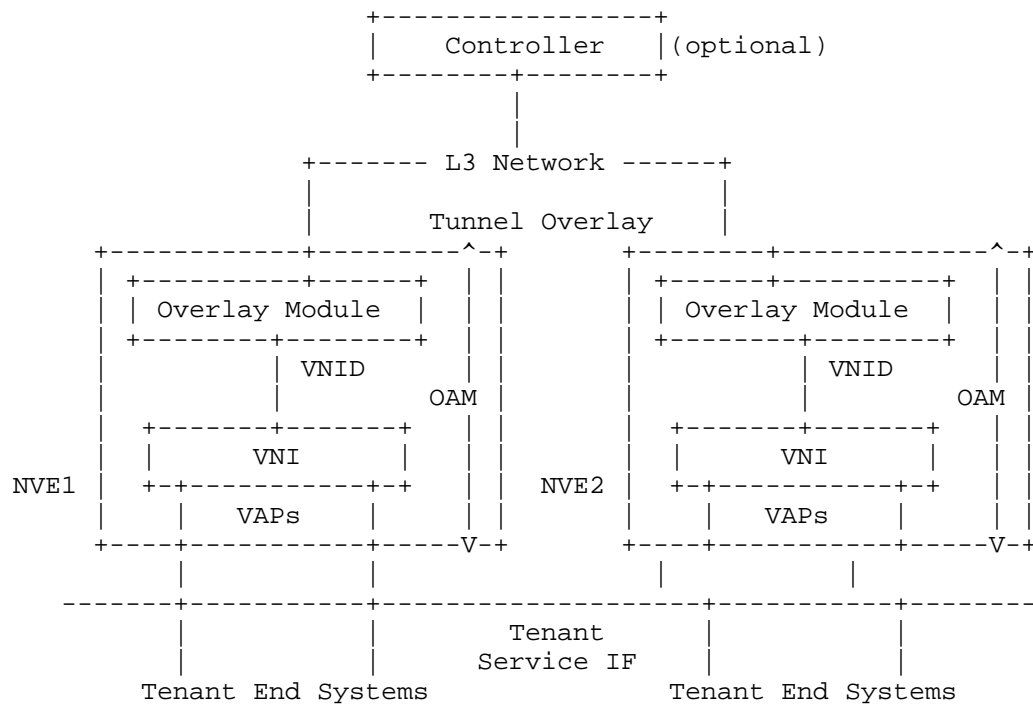 Controller (optional)
L3 Network
Tunnel Overlay
Overlay Module Overlay Module
VNID VNID
OAM OAM
VNI VNI
NVE1 NVE2
VAPs VAPs
V V
Tenant
Service IF
Tenant End Systems Tenant End Systems